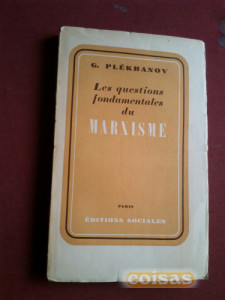 G. PLÉKHANOV
Les questions
fondamentales
du
MARXISME
PARIS
ÉDITIONS SOCIALES
coisas